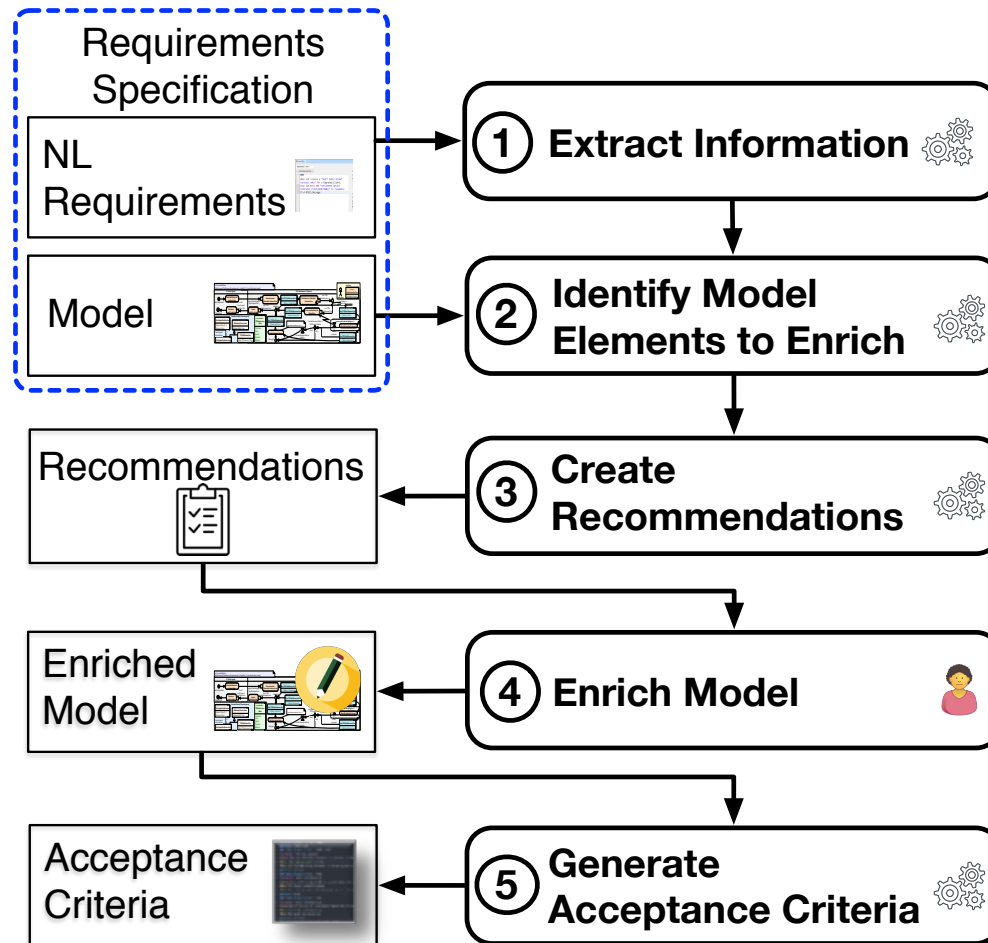 Requirements
Specification
NL
Requirements
1
Extract Information
Model
2
Identify Model
Elements to Enrich
Recommendations
3
Create
Recommendations
Enriched
Model
4
Enrich Model
Acceptance
Criteria
5
Generate
Acceptance Criteria